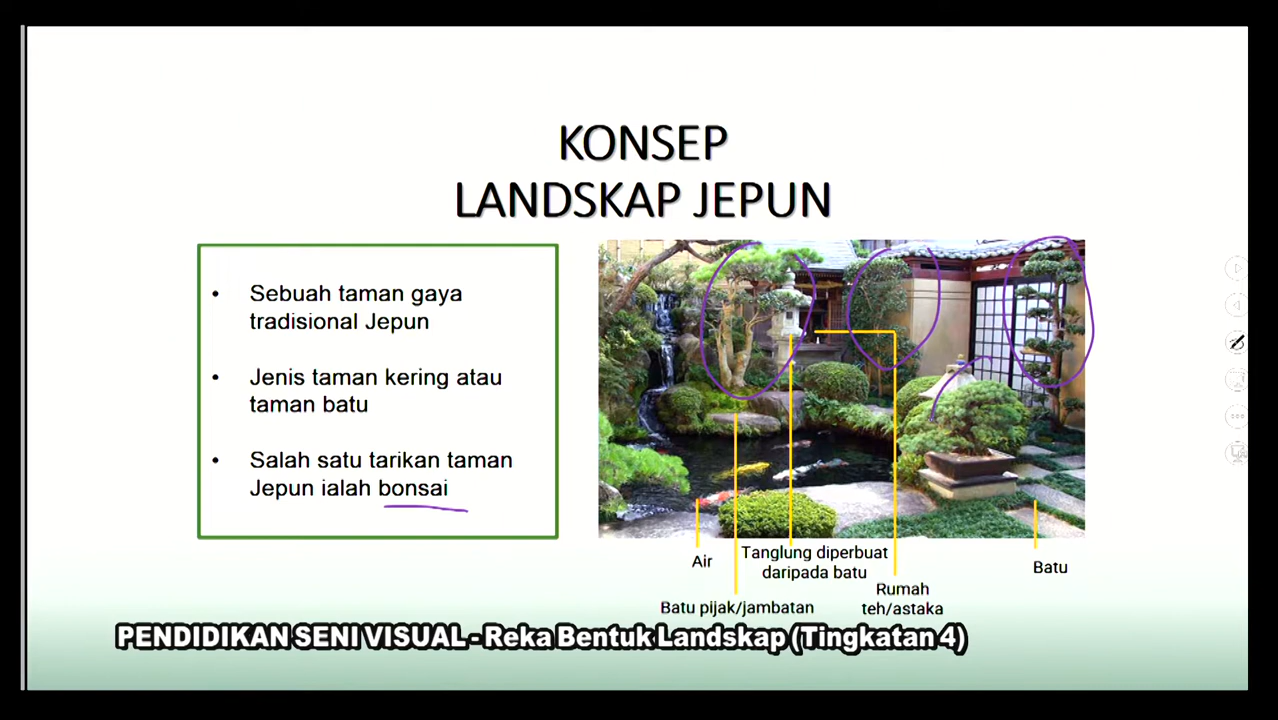 KONSEP
LANDSKAP JEPUN
• Sebuah taman gaya
tradisional Jepun
• Jenis taman kering atau
taman batu
• Salah satu tarikan taman
Jepun ialah bonsai
Air
Tanglung diperbuat
daripada batu
Batu
Rumah
teh/astaka
Batu pijak/jambatan
PENDIDIKAN SENI VISUAL - Reka Bentuk Landskap (Tingkatan 4)